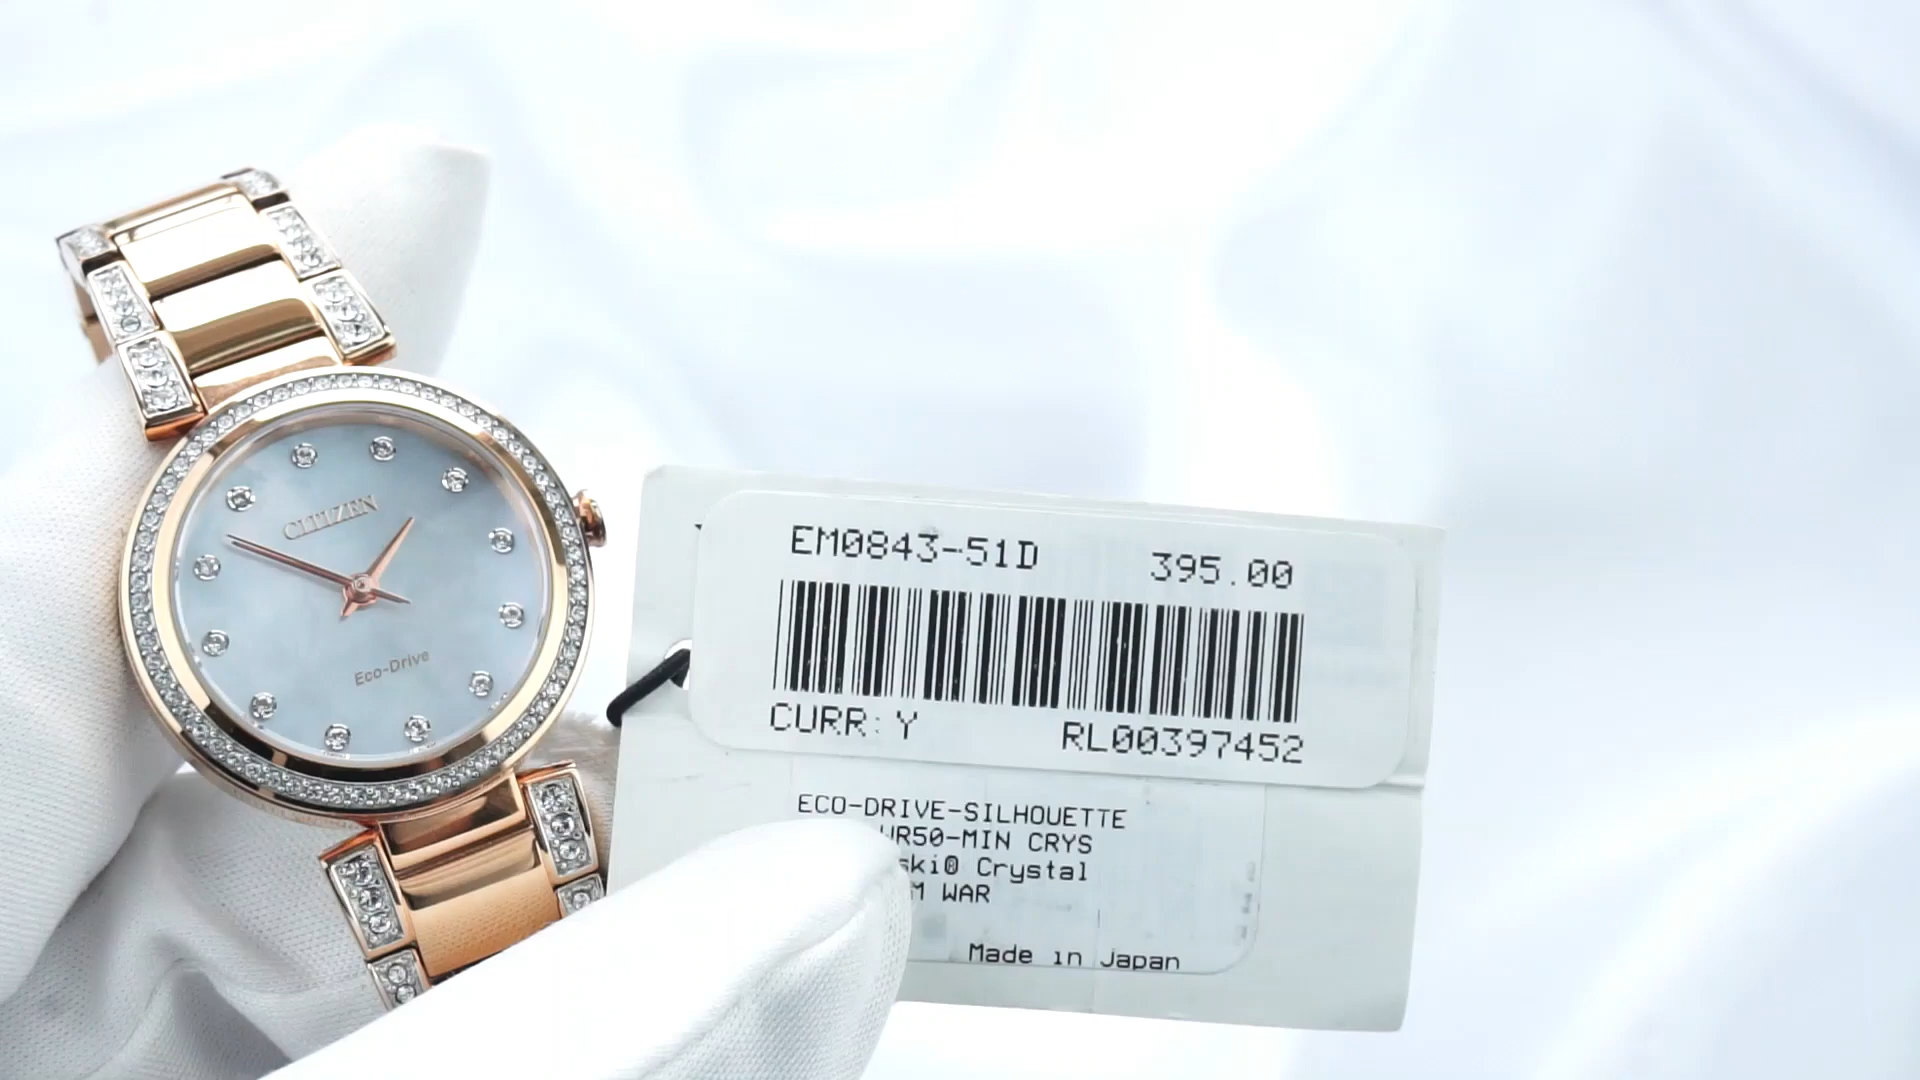 CITIZEN
Eco-Drive
EM0843-51D 395.00
CURR: Y RL00397452
ECO-DRIVE-SILHOUETTE
WR50-MIN CRYS
Crystal
WAR
Made in Japan